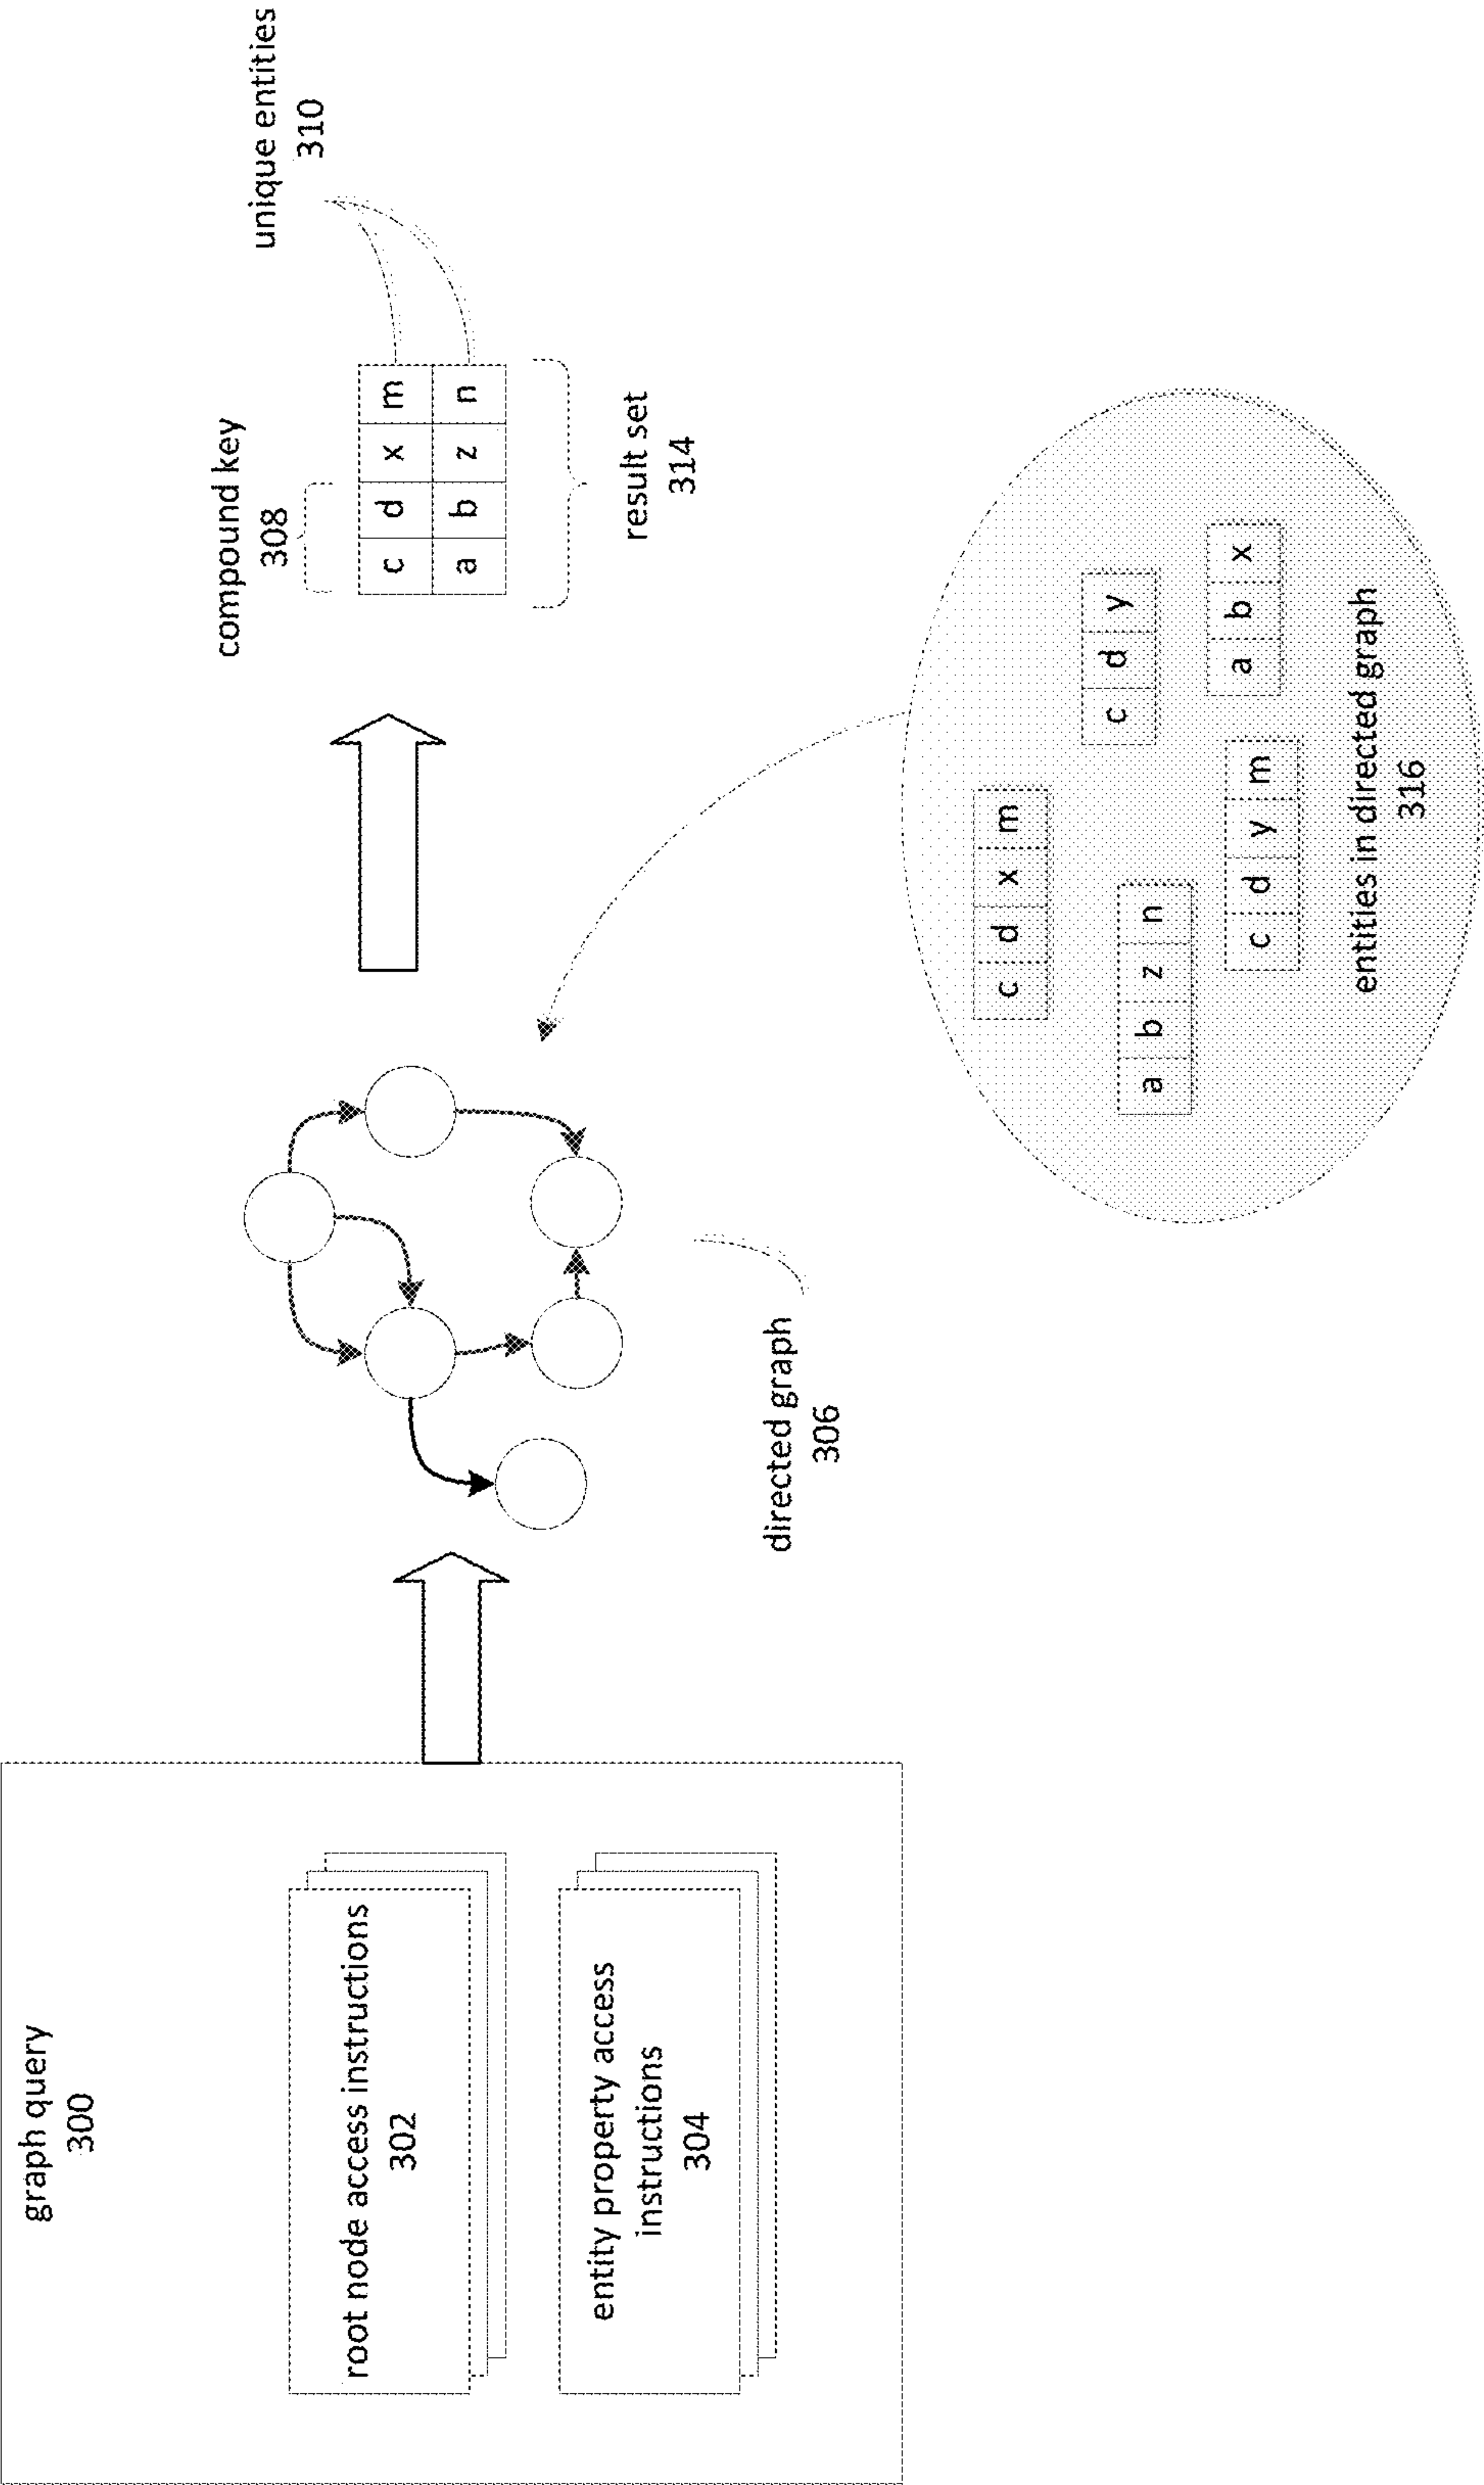 graph query
300
root node access instructions
302
entity property access
instructions
304
directed graph
306
compound key
308
c d x m
a b z n
unique entities
310
result set
314
c d x m
a b z n
c d y
c d y m
a b x
entities in directed graph
316